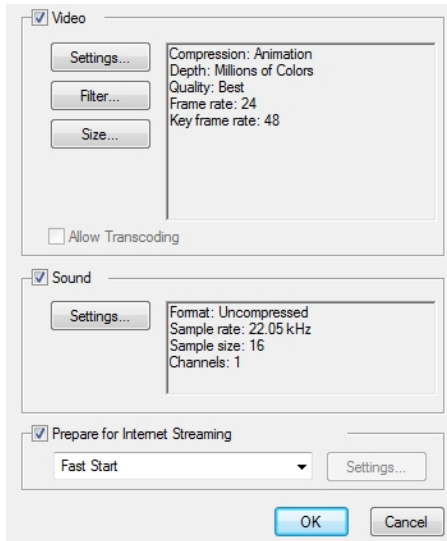 Video
Settings...
Filter...
Size...
Compression: Animation
Depth: Millions of Colors
Quality: Best
Frame rate: 24
Key frame rate: 48
Allow Transcoding
Sound
Settings...
Format: Uncompressed
Sample rate: 22.05 kHz
Sample size: 16
Channels: 1
Prepare for Internet Streaming
Fast Start
Settings...
OK
Cancel